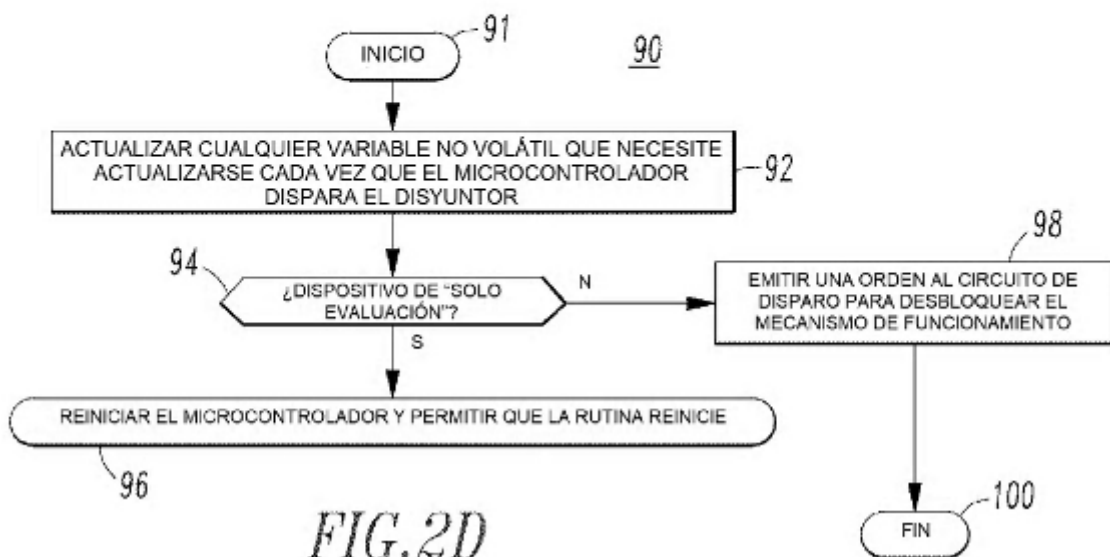 INICIO
91
90
ACTUALIZAR CUALQUIER VARIABLE NO VOLÁTIL QUE NECESITE
ACTUALIZARSE CADA VEZ QUE EL MICROCONTROLADOR
DISPARA EL DISYUNTOR
92
94
¿DISPOSITIVO DE “SOLO
EVALUACIÓN”?
N
S
98
EMITIR UNA ORDEN AL CIRCUITO DE
DISPARO PARA DESBLOQUEAR EL
MECANISMO DE FUNCIONAMIENTO
REINICIAR EL MICROCONTROLADOR Y PERMITIR QUE LA RUTINA REINICIE
96
100
FIN
FIG.2D